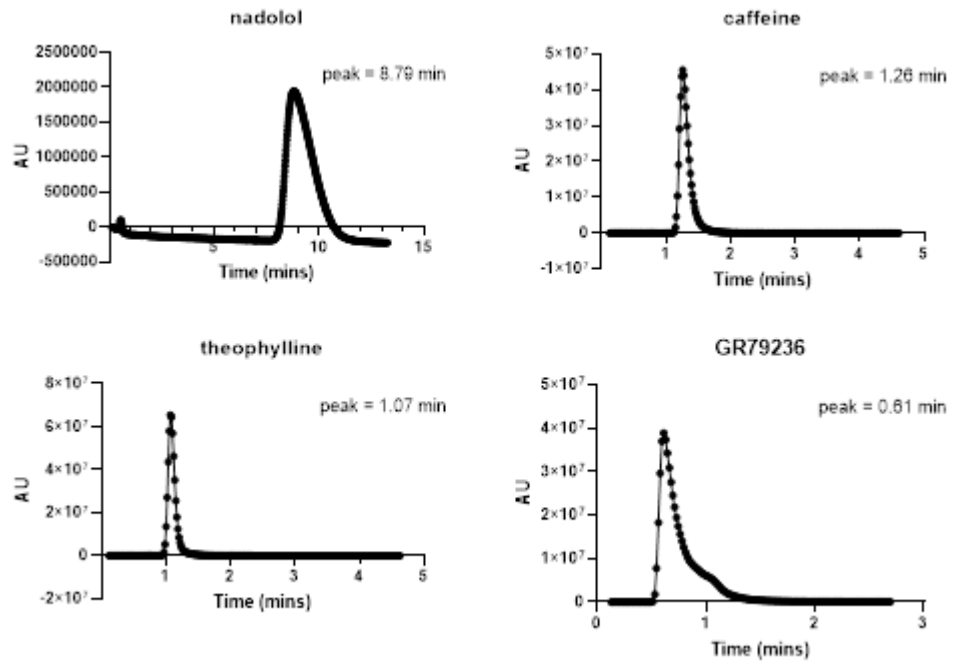 nadolol
peak = 8.79 min
2500000
2000000
1500000
1000000
500000
0
-500000
AU
5
10
15
Time (mins)
caffeine
peak = 1.26 min
5×10⁷
4×10⁷
3×10⁷
2×10⁷
1×10⁷
0
-1×10⁷
AU
1
2
3
4
5
Time (mins)
theophylline
peak = 1.07 min
8×10⁷
6×10⁷
4×10⁷
2×10⁷
0
-2×10⁷
AU
1
2
3
4
5
Time (mins)
GR79236
peak = 0.61 min
5×10⁷
4×10⁷
3×10⁷
2×10⁷
1×10⁷
0
AU
0
1
2
3
Time (mins)